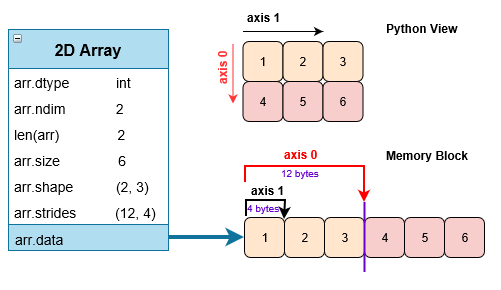 2D Array
arr.dtype int
arr.ndim 2
len(arr) 2
arr.size 6
arr.shape (2, 3)
arr.strides (12, 4)
arr.data
axis 1
Python View
axis 0
1 2 3
4 5 6
Memory Block
axis 0
12 bytes
axis 1
4 bytes
1 2 3 4 5 6